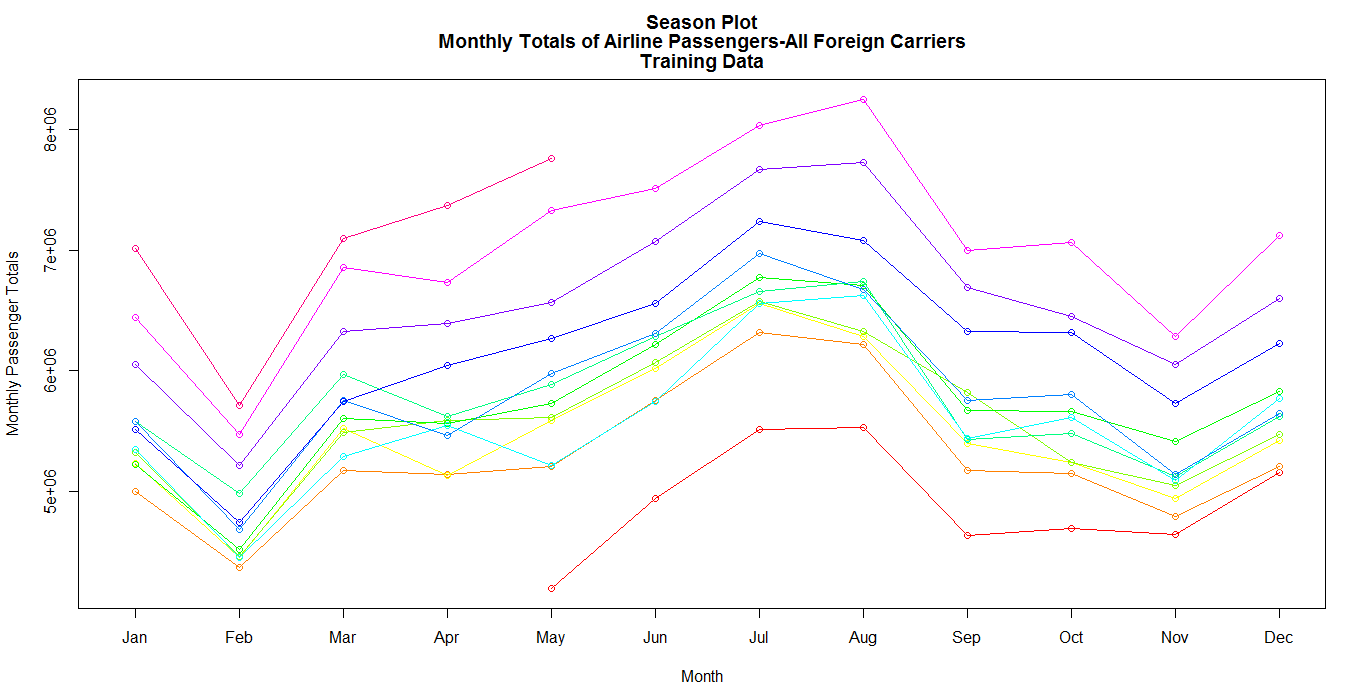 Season Plot
Monthly Totals of Airline Passengers-All Foreign Carriers
Training Data
8e+06
7e+06
6e+06
5e+06
Monthly Passenger Totals
Jan Feb Mar Apr May Jun Jul Aug Sep Oct Nov Dec
Month